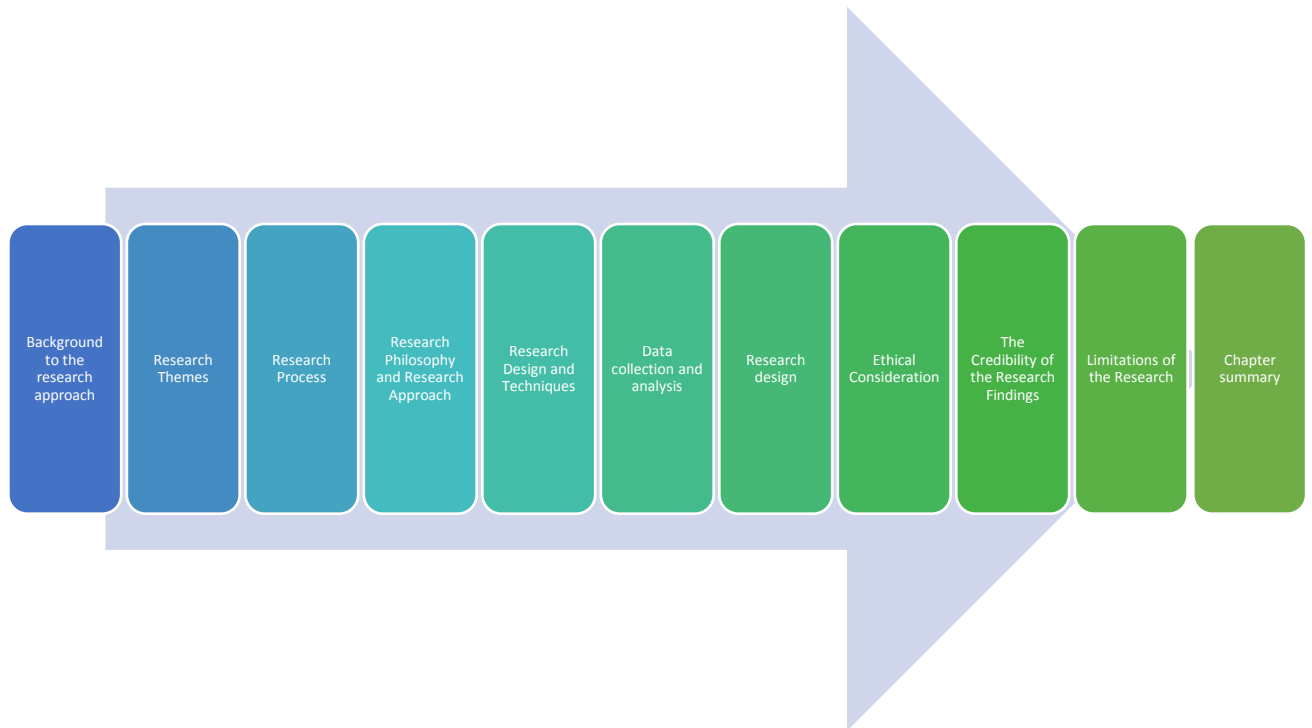 Background
to the
research
approach
Research
Themes
Research
Process
Research
Philosophy
and Research
Approach
Research
Design and
Techniques
Data
collection and
analysis
Research
design
Ethical
Consideration
The
Credibility of
the Research
Findings
Limitations of
the Research
Chapter
summary